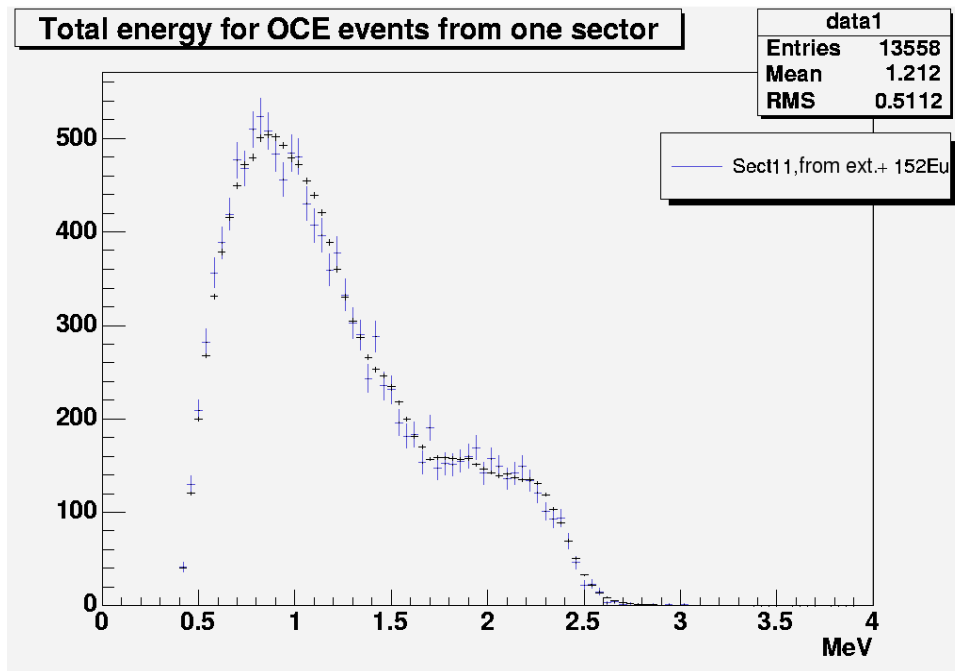 Total energy for OCE events from one sector
data1
Entries 13558
Mean 1.212
RMS 0.5112
Sect11,from ext.+ 152Eu
500
400
300
200
100
0
0 0.5 1 1.5 2 2.5 3 3.5 4
MeV